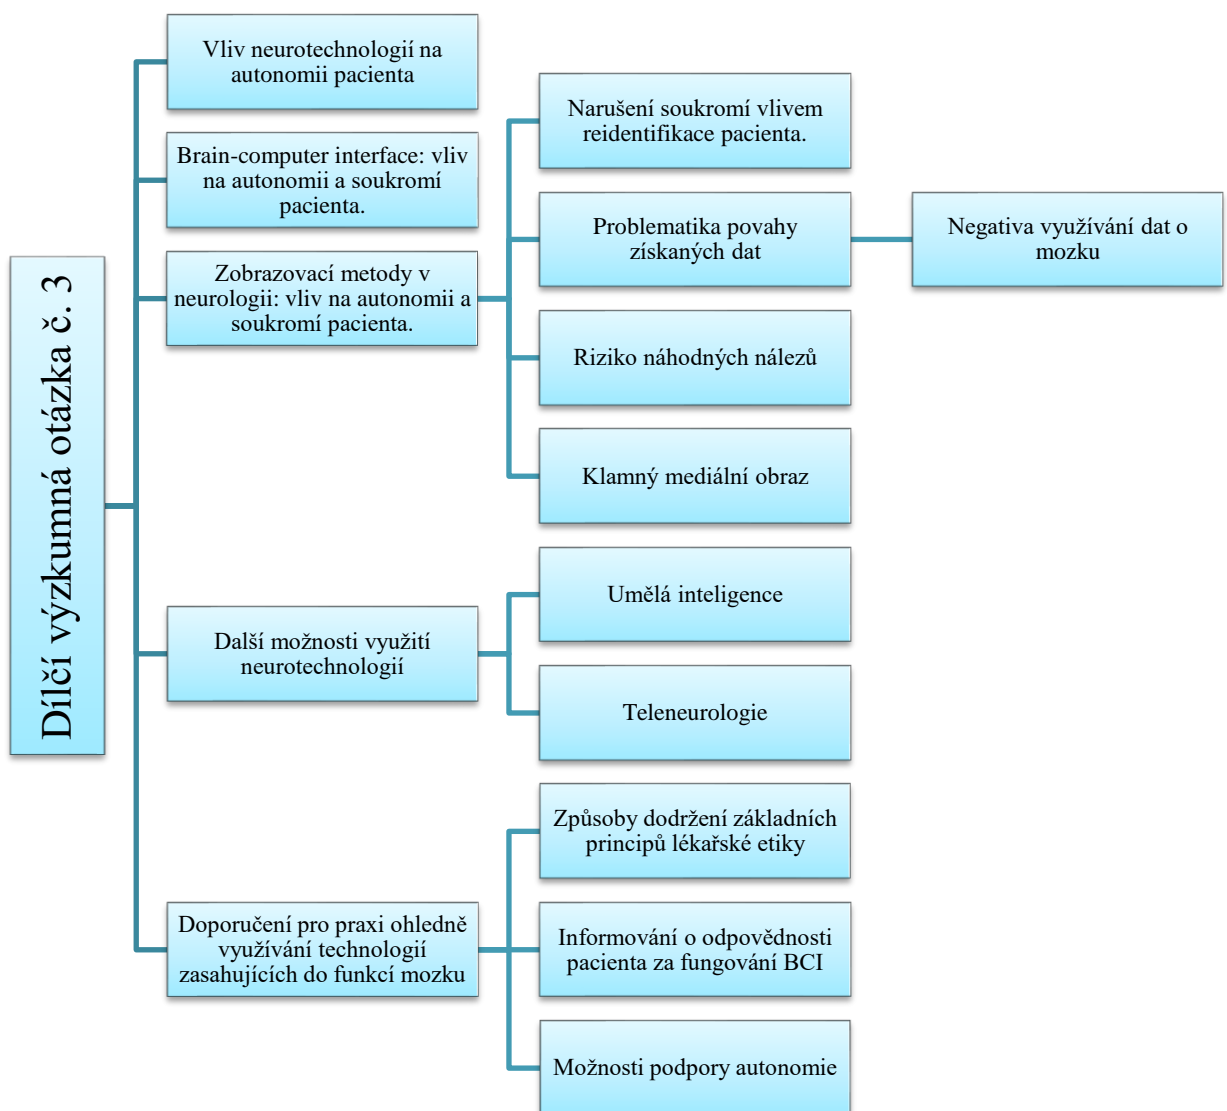 Dílčí výzkumná otázka č. 3
Vliv neurotechnologií na
autonomii pacienta
Brain-computer interface: vliv
na autonomii a soukromí
pacienta.
Zobrazovací metody v
neurologii: vliv na autonomii a
soukromí pacienta.
Narušení soukromí vlivem
reidentifikace pacienta.
Problematika povahy
získaných dat
Negativa využívání dat o
mozku
Riziko náhodných nálezů
Klamný mediální obraz
Další možnosti využití
neurotechnologií
Umělá inteligence
Teleneurologie
Doporučení pro praxi ohledně
využívání technologií
zasahujících do funkcí mozku
Způsoby dodržení základních
principů lékařské etiky
Informování o odpovědnosti
pacienta za fungování BCI
Možnosti podpory autonomie